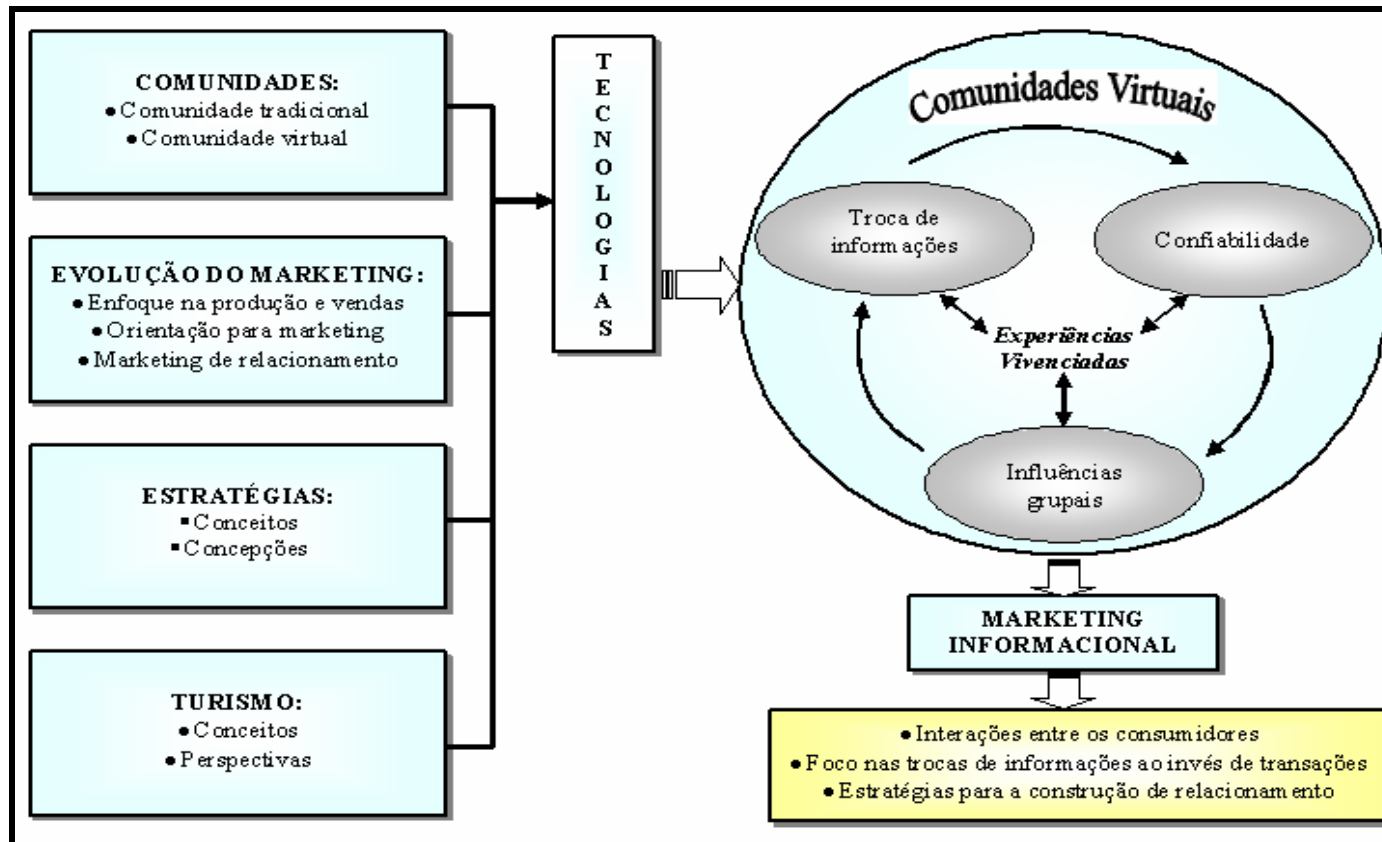 COMUNIDADES:
● Comunidade tradicional
● Comunidade virtual
EVOLUÇÃO DO MARKETING:
● Enfoque na produção e vendas
● Orientação para marketing
● Marketing de relacionamento
ESTRATÉGIAS:
▪ Conceitos
▪ Concepções
TURISMO:
● Conceitos
● Perspectivas
TECNOLOGIAS
Comunidades Virtuais
Troca de
informações
Confiabilidade
Experiências
Vivenciadas
Influências
grupais
MARKETING
INFORMACIONAL
● Interações entre os consumidores
● Foco nas trocas de informações ao invés de transações
● Estratégias para a construção de relacionamento